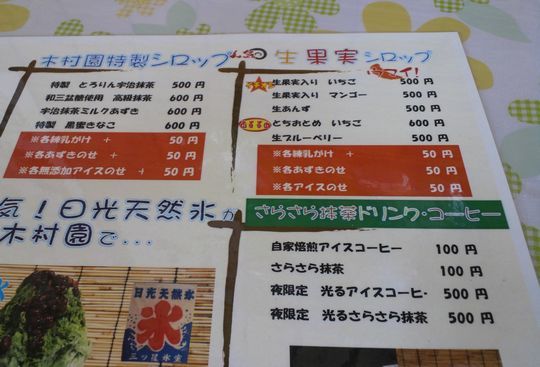 木村園特製シロップ
特製 とろりん宇治抹茶 500 円
和三盆糖使用 高級抹茶 600 円
宇治抹茶ミルクあずき 600 円
特製 黒蜜きなこ 600 円
※各練乳がけ + 50 円
※各あずきのせ + 50 円
※各無添加アイスのせ + 50 円
生果実シロップ
ウマイ!
生果実入り いちご 500 円
生果実入り マンゴー 500 円
生あんず 500 円
とちおとめ いちご 600 円
生ブルーベリー 500 円
※各練乳がけ + 50 円
※各あずきのせ + 50 円
※各アイスのせ + 50 円
気!日光天然氷が
木村園で...
日光天然氷
氷
三ツ星氷室
さらさら抹茶ドリンク・コーヒー
自家焙煎アイスコーヒー 100 円
さらさら抹茶 100 円
夜限定 光るアイスコーヒー 500 円
夜限定 光るさらさら抹茶 500 円